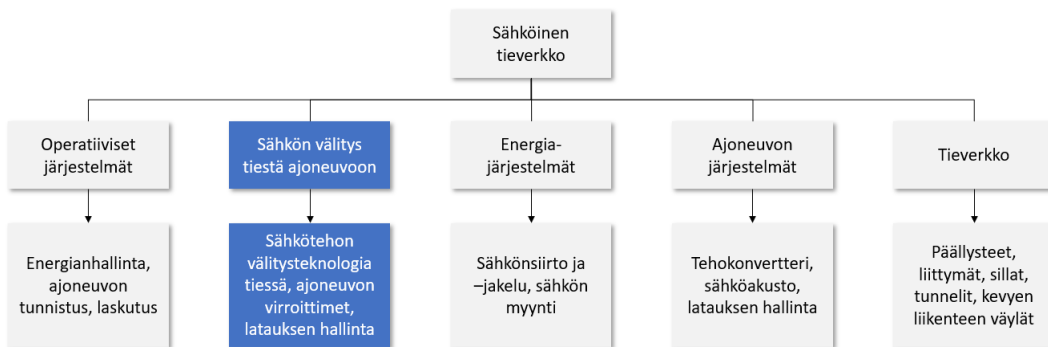 Sähköinen
tieverkko
Operatiiviset
järjestelmät
Sähkön välitys
tiestä ajoneuvoon
Energia-
järjestelmät
Ajoneuvon
järjestelmät
Tieverkko
Energianhallinta,
ajoneuvon
tunnistus, laskutus
Sähkötehon
välitysteknologia
tiessä, ajoneuvon
virroittimet,
latauksen hallinta
Sähkönsiirto ja
–jakelu, sähkön
myynti
Tehokonvertteri,
sähköakusto,
latauksen hallinta
Päällysteet,
liittymät, sillat,
tunnelit, kevyen
liikenteen väylät